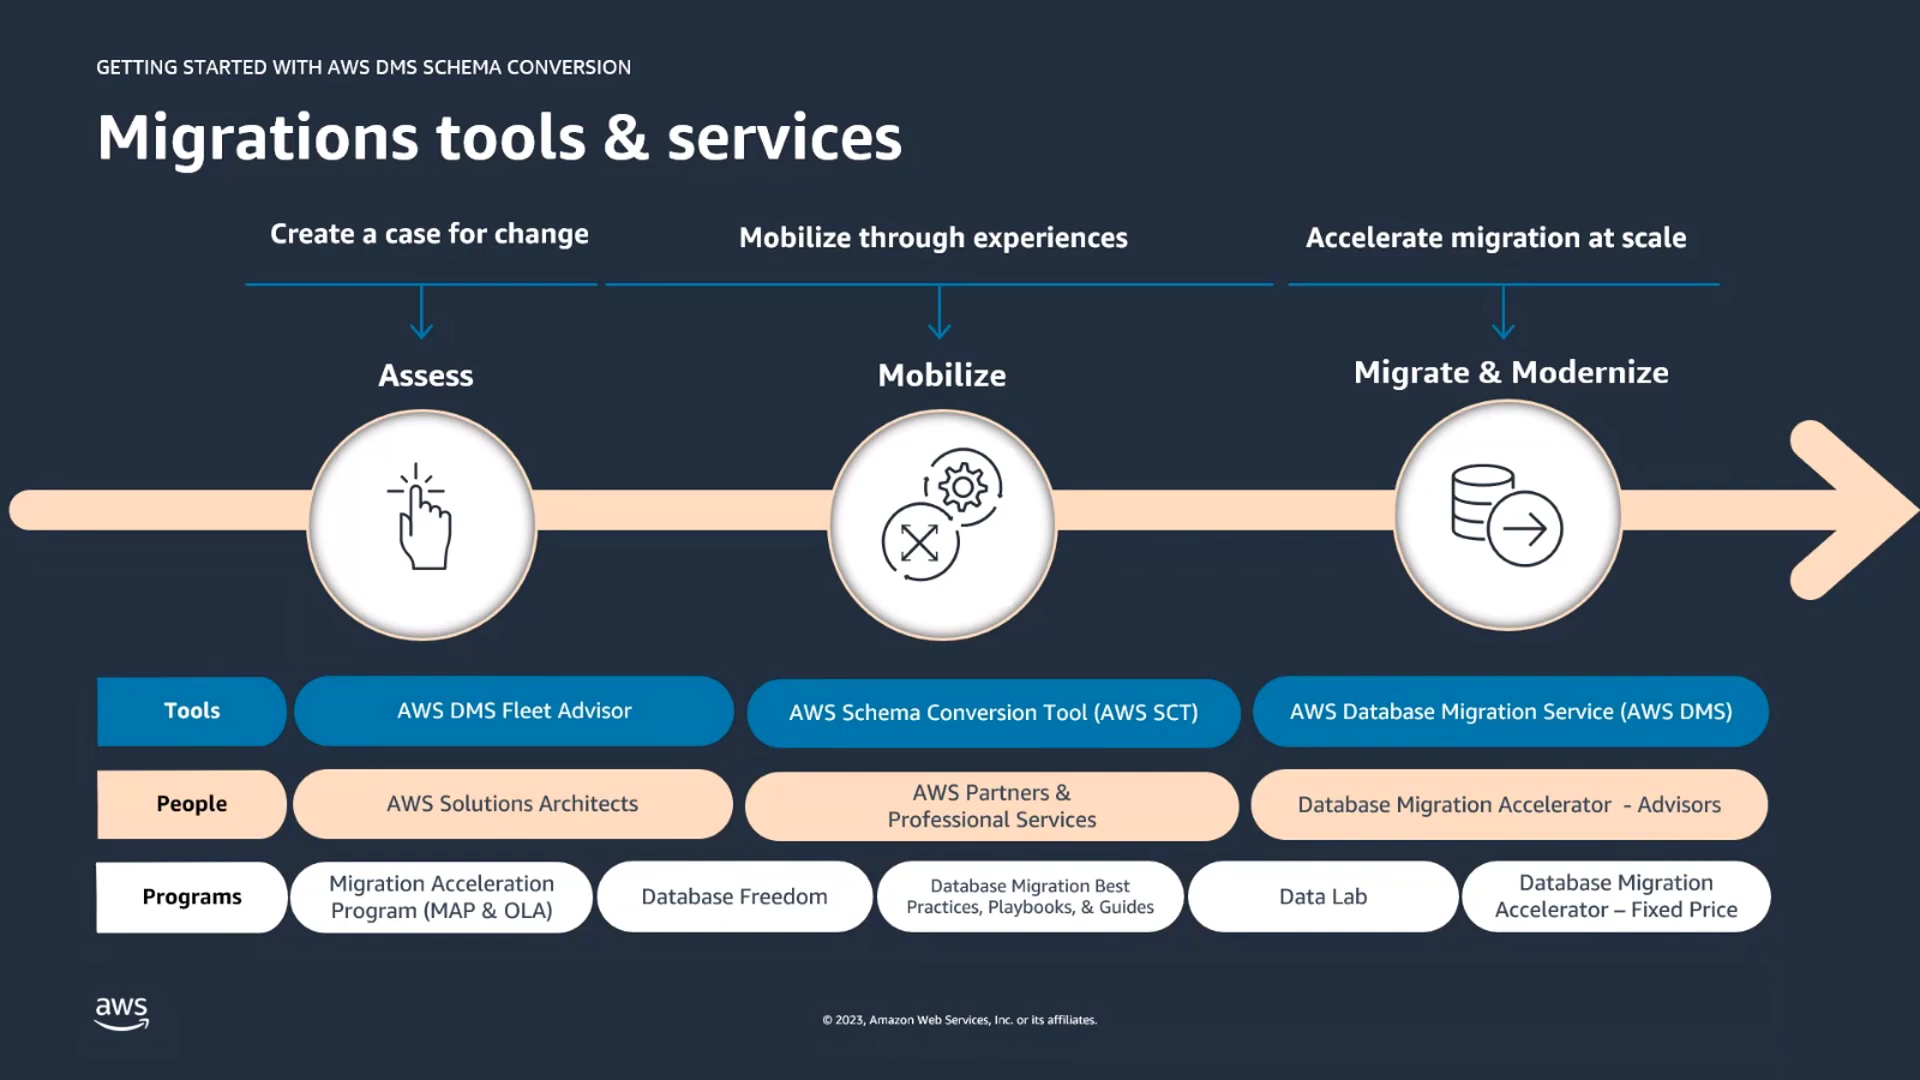 GETTING STARTED WITH AWS DMS SCHEMA CONVERSION
Migrations tools & services
Create a case for change
Mobilize through experiences
Accelerate migration at scale
Assess
Mobilize
Migrate & Modernize
Tools
AWS DMS Fleet Advisor
AWS Schema Conversion Tool (AWS SCT)
AWS Database Migration Service (AWS DMS)
People
AWS Solutions Architects
AWS Partners &
Professional Services
Database Migration Accelerator - Advisors
Programs
Migration Acceleration
Program (MAP & OLA)
Database Freedom
Database Migration Best
Practices, Playbooks, & Guides
Data Lab
Database Migration
Accelerator – Fixed Price
aws
© 2023, Amazon Web Services, Inc. or its affiliates.